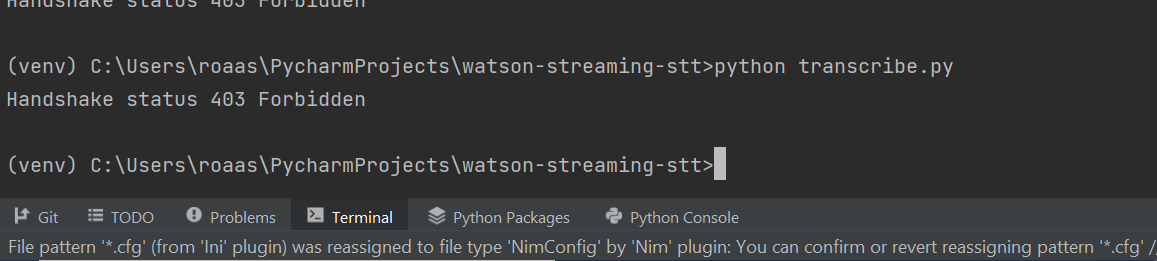 Handshake status 403 Forbidden
(venv) C:\Users\roaas\PycharmProjects\watson-streaming-stt>python transcribe.py
Handshake status 403 Forbidden
(venv) C:\Users\roaas\PycharmProjects\watson-streaming-stt>
Git TODO Problems Terminal Python Packages Python Console
File pattern '*.cfg' (from 'Ini' plugin) was reassigned to file type 'NimConfig' by 'Nim' plugin: You can confirm or revert reassigning pattern '*.cfg' //